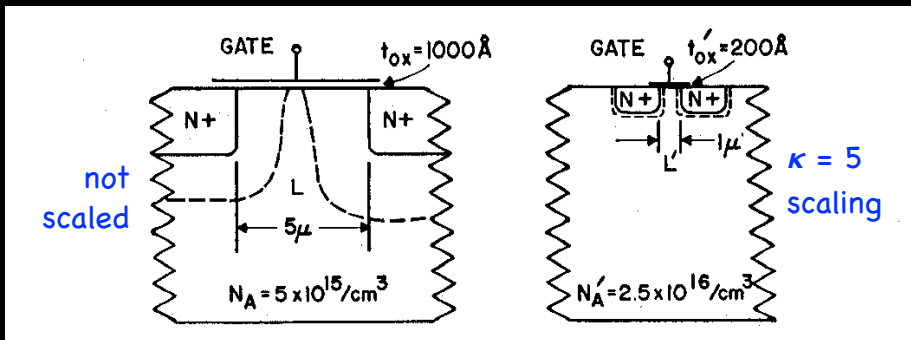 GATE
tox=1000Å
N+
N+
L
5μ
NA=5x10^15/cm^3
not
scaled
GATE
t'ox=200Å
N+
N+
1μ
L'
NA'=2.5x10^16/cm^3
κ = 5
scaling